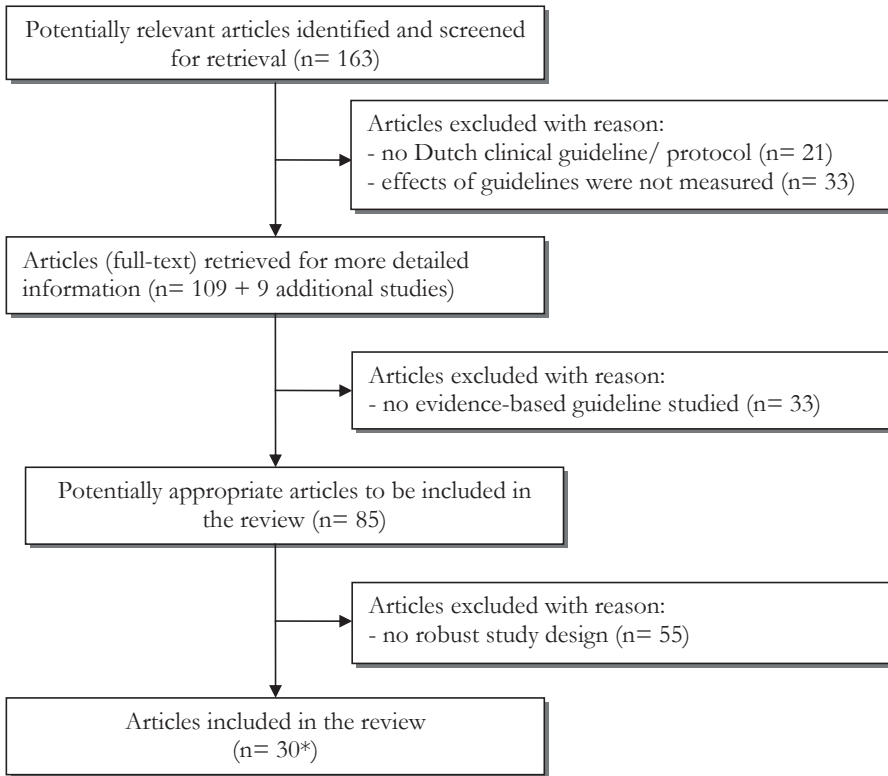 Potentially relevant articles identified and screened
for retrieval (n= 163)
Articles excluded with reason:
- no Dutch clinical guideline/ protocol (n= 21)
- effects of guidelines were not measured (n= 33)
Articles (full-text) retrieved for more detailed
information (n= 109 + 9 additional studies)
Articles excluded with reason:
- no evidence-based guideline studied (n= 33)
Potentially appropriate articles to be included in
the review (n= 85)
Articles excluded with reason:
- no robust study design (n= 55)
Articles included in the review
(n= 30*)